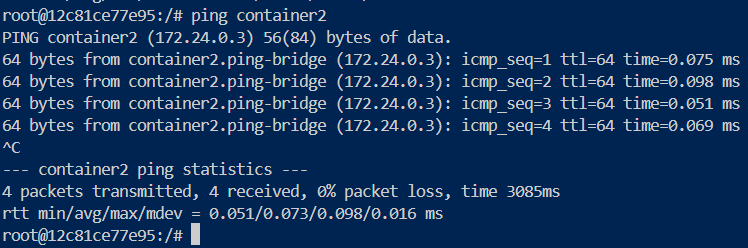 root@12c81ce77e95:/# ping container2
PING container2 (172.24.0.3) 56(84) bytes of data.
64 bytes from container2.ping-bridge (172.24.0.3): icmp_seq=1 ttl=64 time=0.075 ms
64 bytes from container2.ping-bridge (172.24.0.3): icmp_seq=2 ttl=64 time=0.098 ms
64 bytes from container2.ping-bridge (172.24.0.3): icmp_seq=3 ttl=64 time=0.051 ms
64 bytes from container2.ping-bridge (172.24.0.3): icmp_seq=4 ttl=64 time=0.069 ms
^C
--- container2 ping statistics ---
4 packets transmitted, 4 received, 0% packet loss, time 3085ms
rtt min/avg/max/mdev = 0.051/0.073/0.098/0.016 ms
root@12c81ce77e95:/#